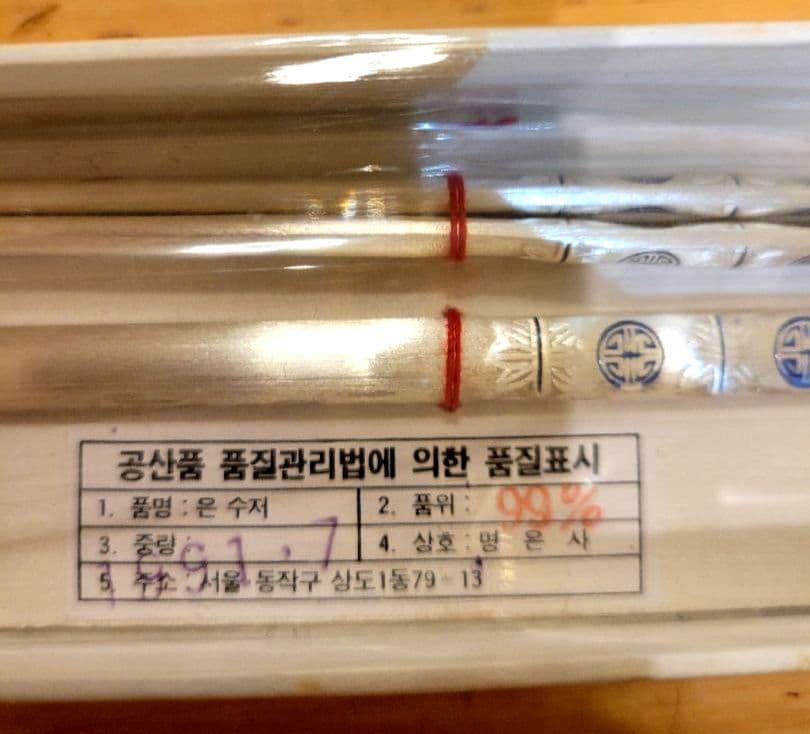 공산품 품질관리법에 의한 품질표시
1. 품명 : 은 수저 2. 품위 : 99%
3. 중량 : 4. 상호 : 명 은 사
5. 주소 : 서울 동작구 상도1동79-13